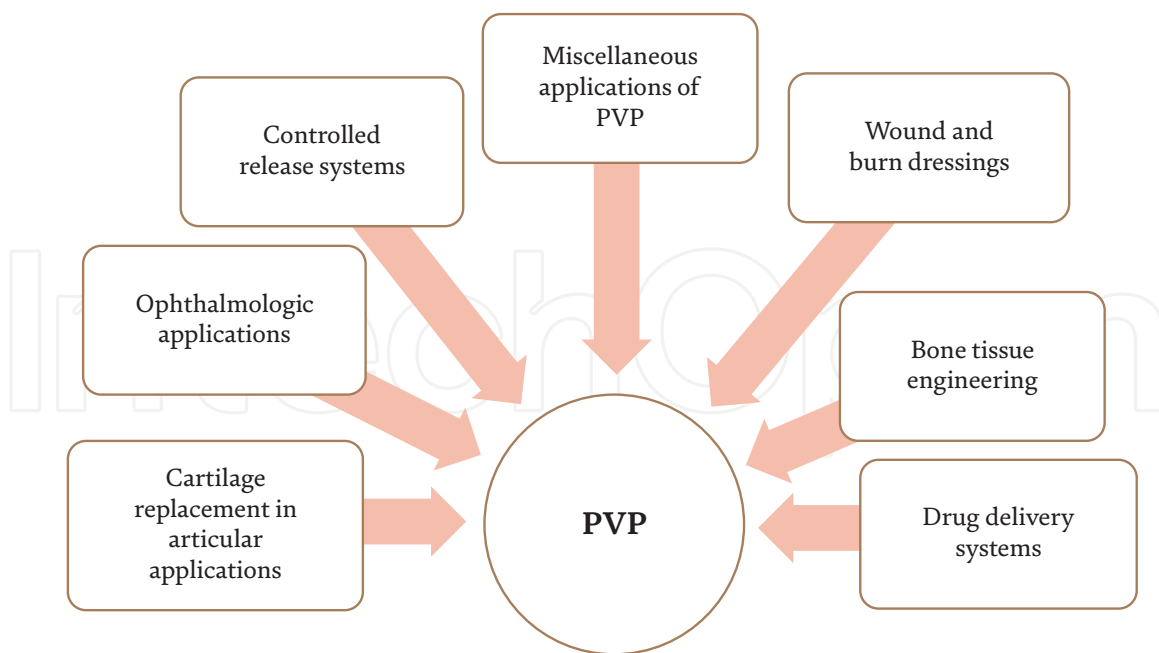 Miscellaneous
applications of
PVP
Controlled
release systems
Wound and
burn dressings
Ophthalmologic
applications
Bone tissue
engineering
Cartilage
replacement in
articular
applications
PVP
Drug delivery
systems
IntechOpen